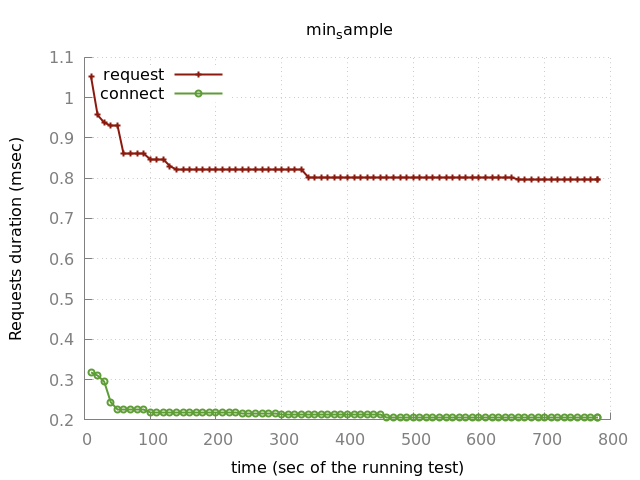 min_sample
1.1
1
0.9
0.8
0.7
0.6
0.5
0.4
0.3
0.2
request
connect
Requests duration (msec)
0 100 200 300 400 500 600 700 800
time (sec of the running test)